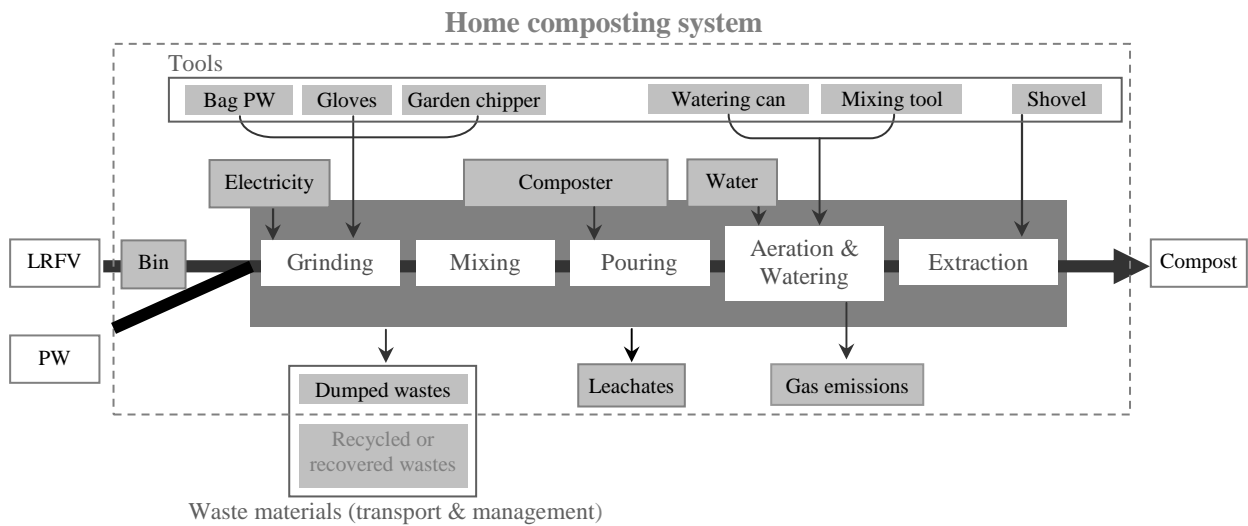 Home composting system
Tools
Bag PW
Gloves
Garden chipper
Watering can
Mixing tool
Shovel
Electricity
Composter
Water
LRFV
Bin
Grinding
Mixing
Pouring
Aeration &
Watering
Extraction
Compost
PW
Dumped wastes
Leachates
Gas emissions
Recycled or
recovered wastes
Waste materials (transport & management)